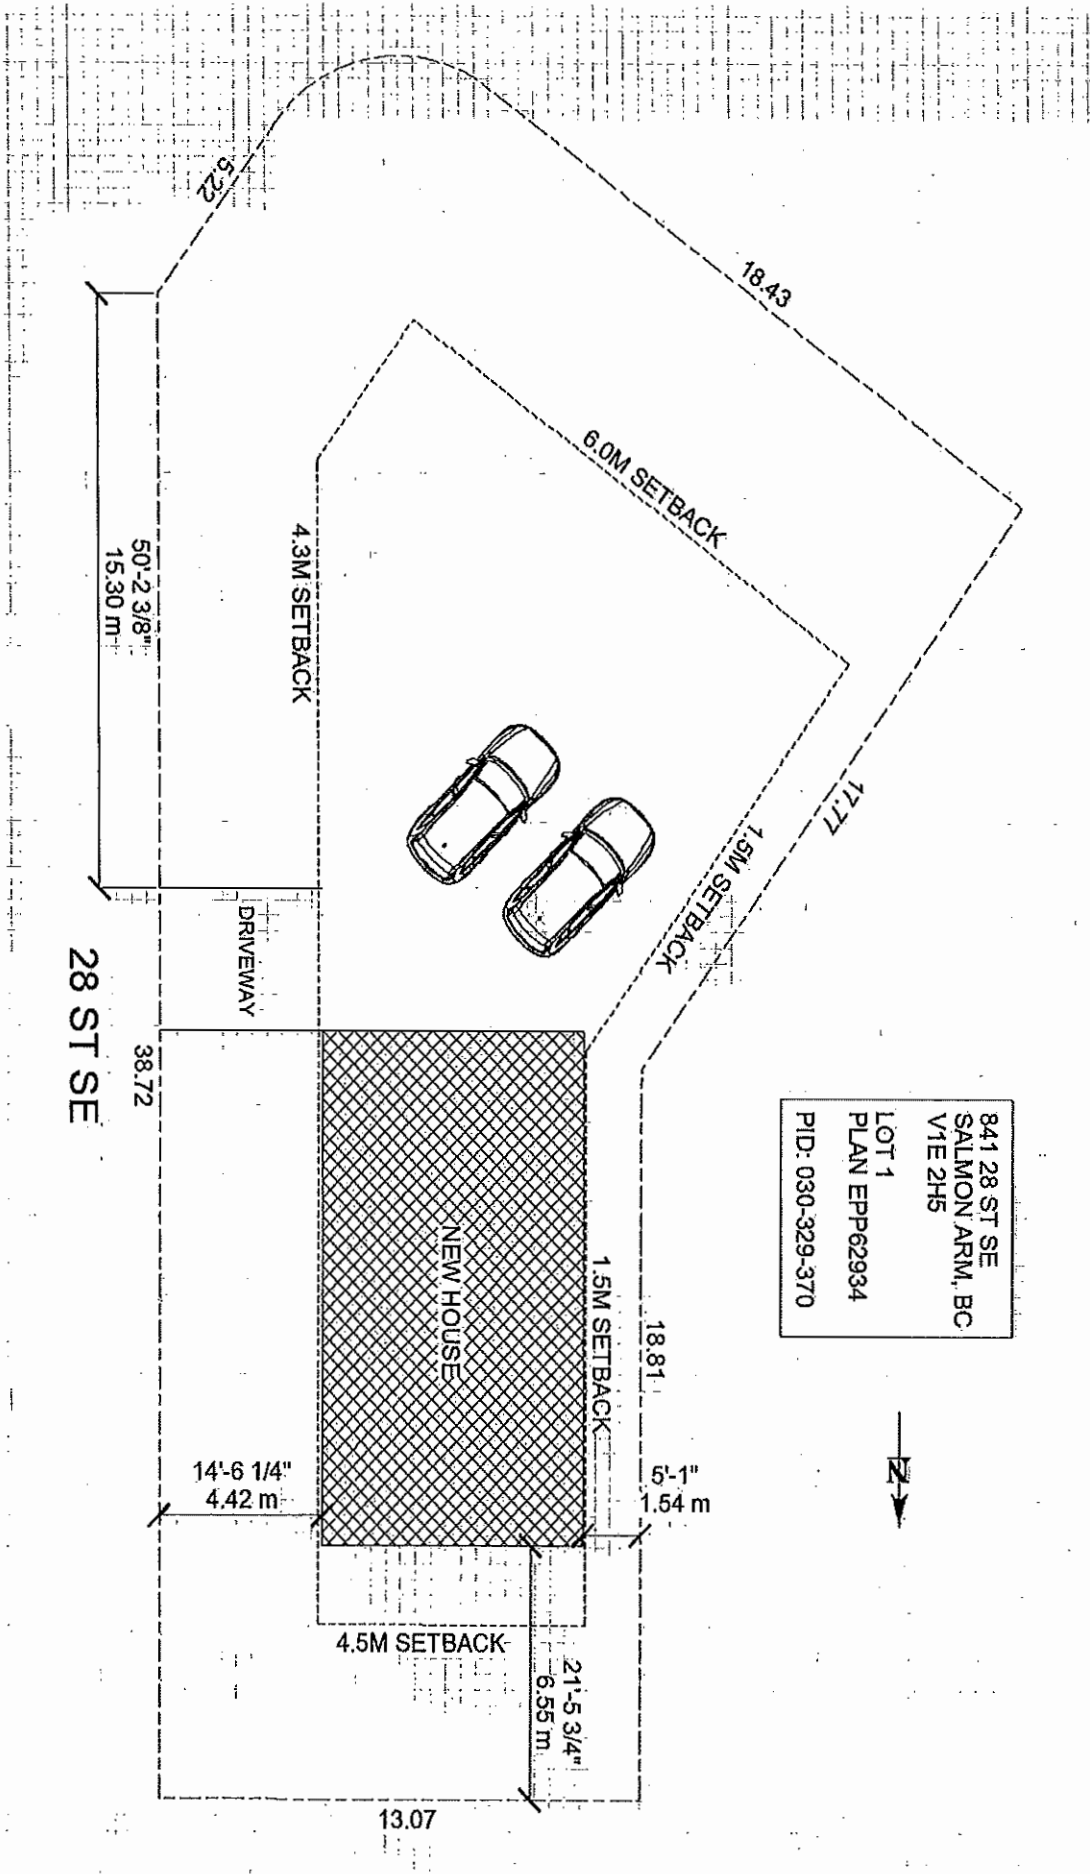 5.22
18.43
6.0M SETBACK
50'-2 3/8"
15.30 m
4.3M SETBACK
17.77
1.5M SETBACK
DRIVEWAY
28 ST SE
38.72
841 28 ST SE
SALMON ARM, BC
V1E 2H5
LOT 1
PLAN EPP62934
PID: 030-329-370
NEW HOUSE
1.5M SETBACK
18.81
N
14'-6 1/4"
4.42 m
5'-1"
1.54 m
4.5M SETBACK
21'-5 3/4"
6.55 m
13.07